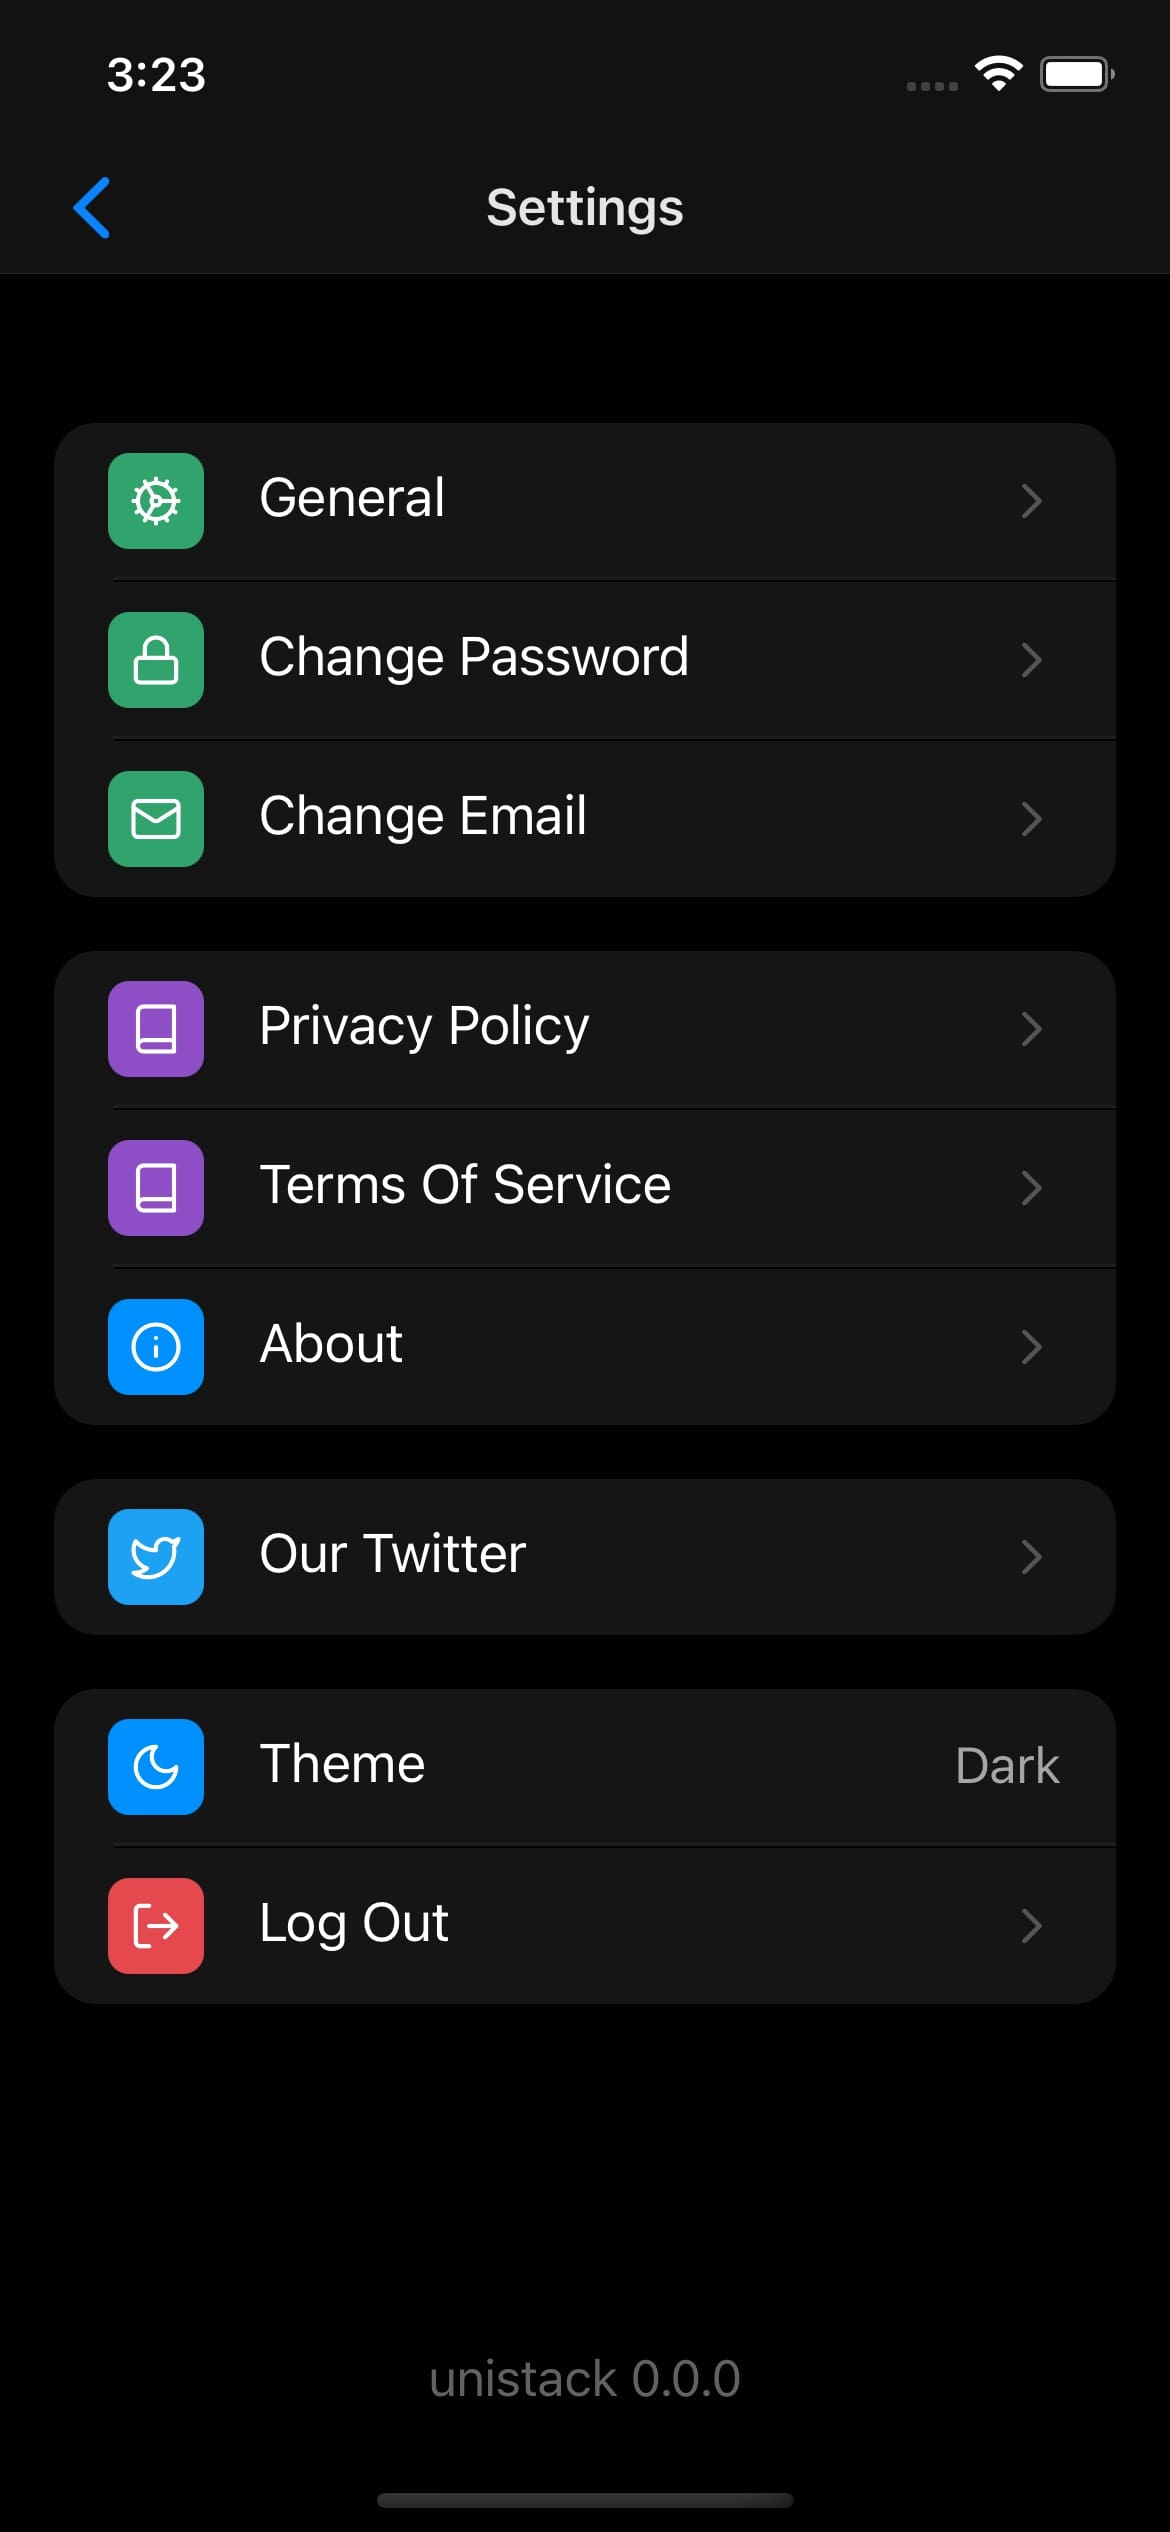 3:23
Settings
General
Change Password
Change Email
Privacy Policy
Terms Of Service
About
Our Twitter
Theme Dark
Log Out
unistack 0.0.0